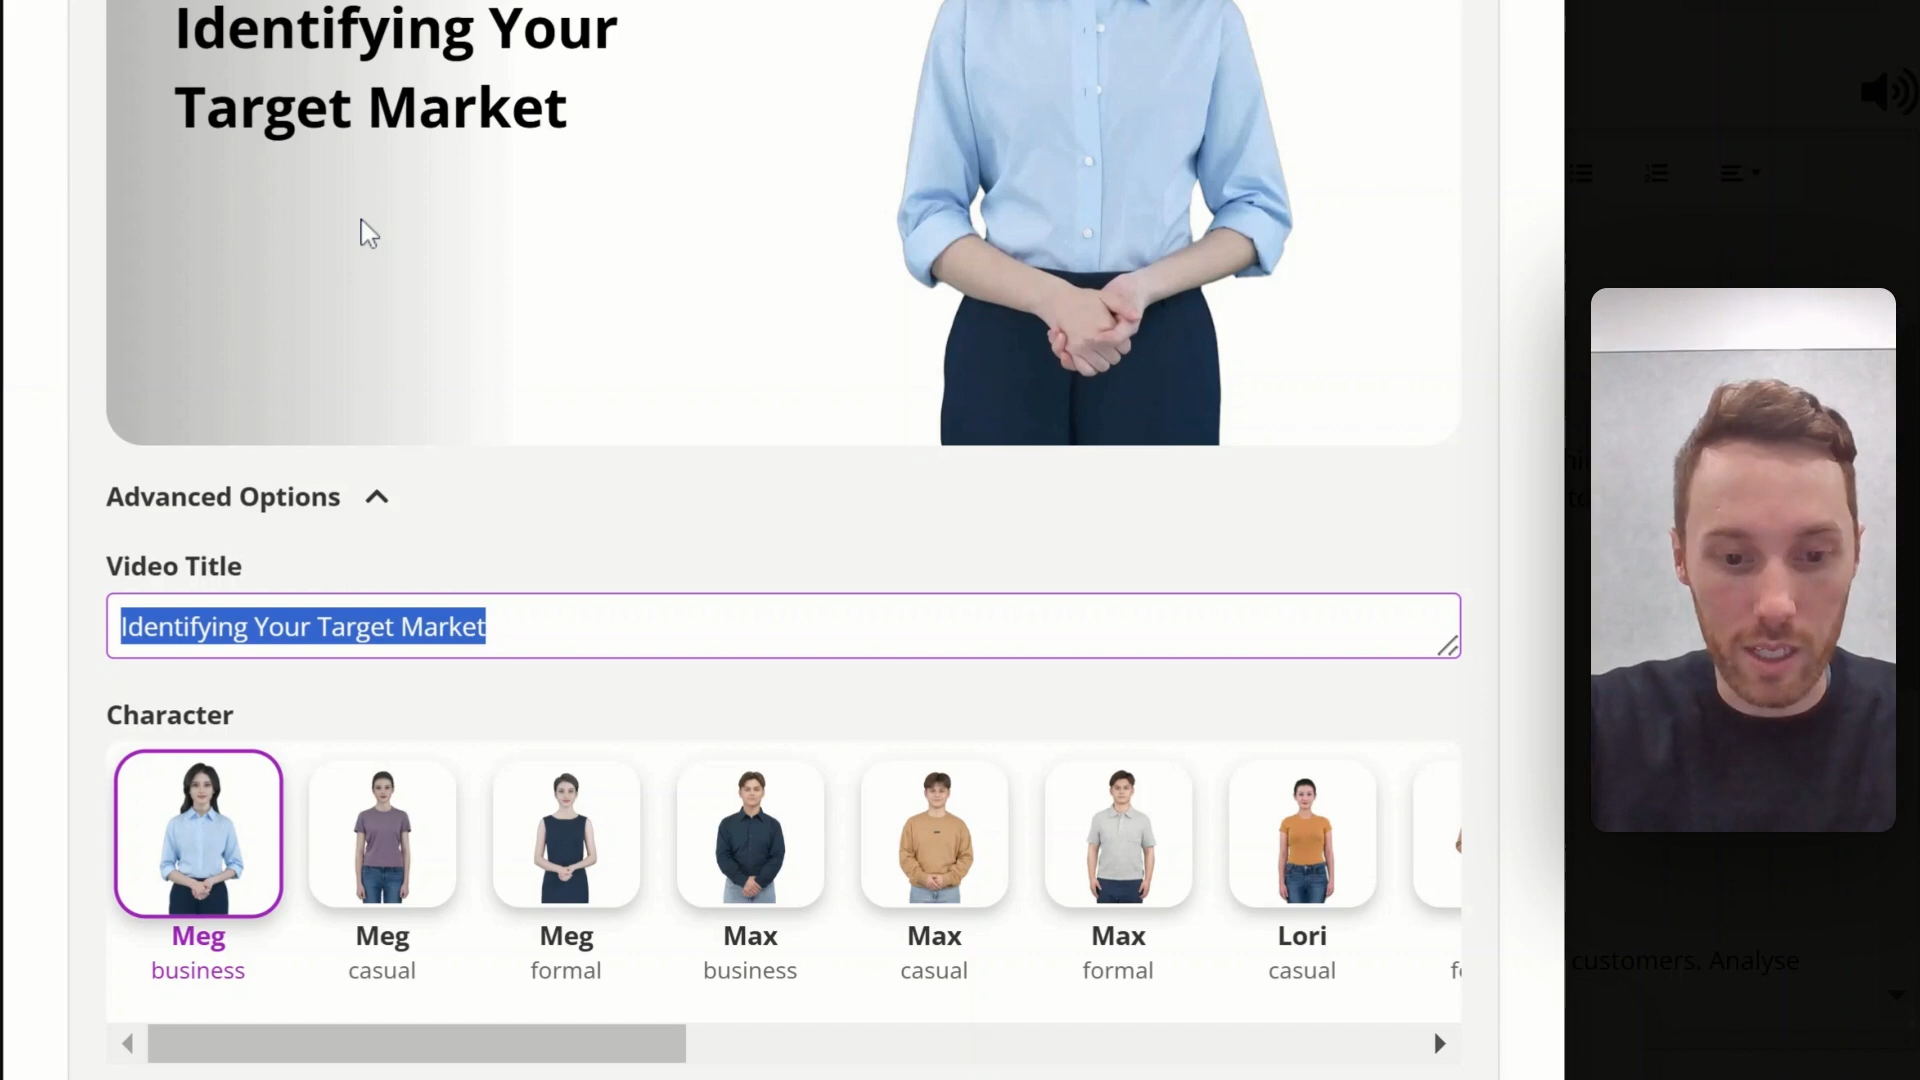 Identifying Your
Target Market
Advanced Options
Video Title
Identifying Your Target Market
Character
Meg
business
Meg
casual
Meg
formal
Max
business
Max
casual
Max
formal
Lori
casual
customers. Analyse